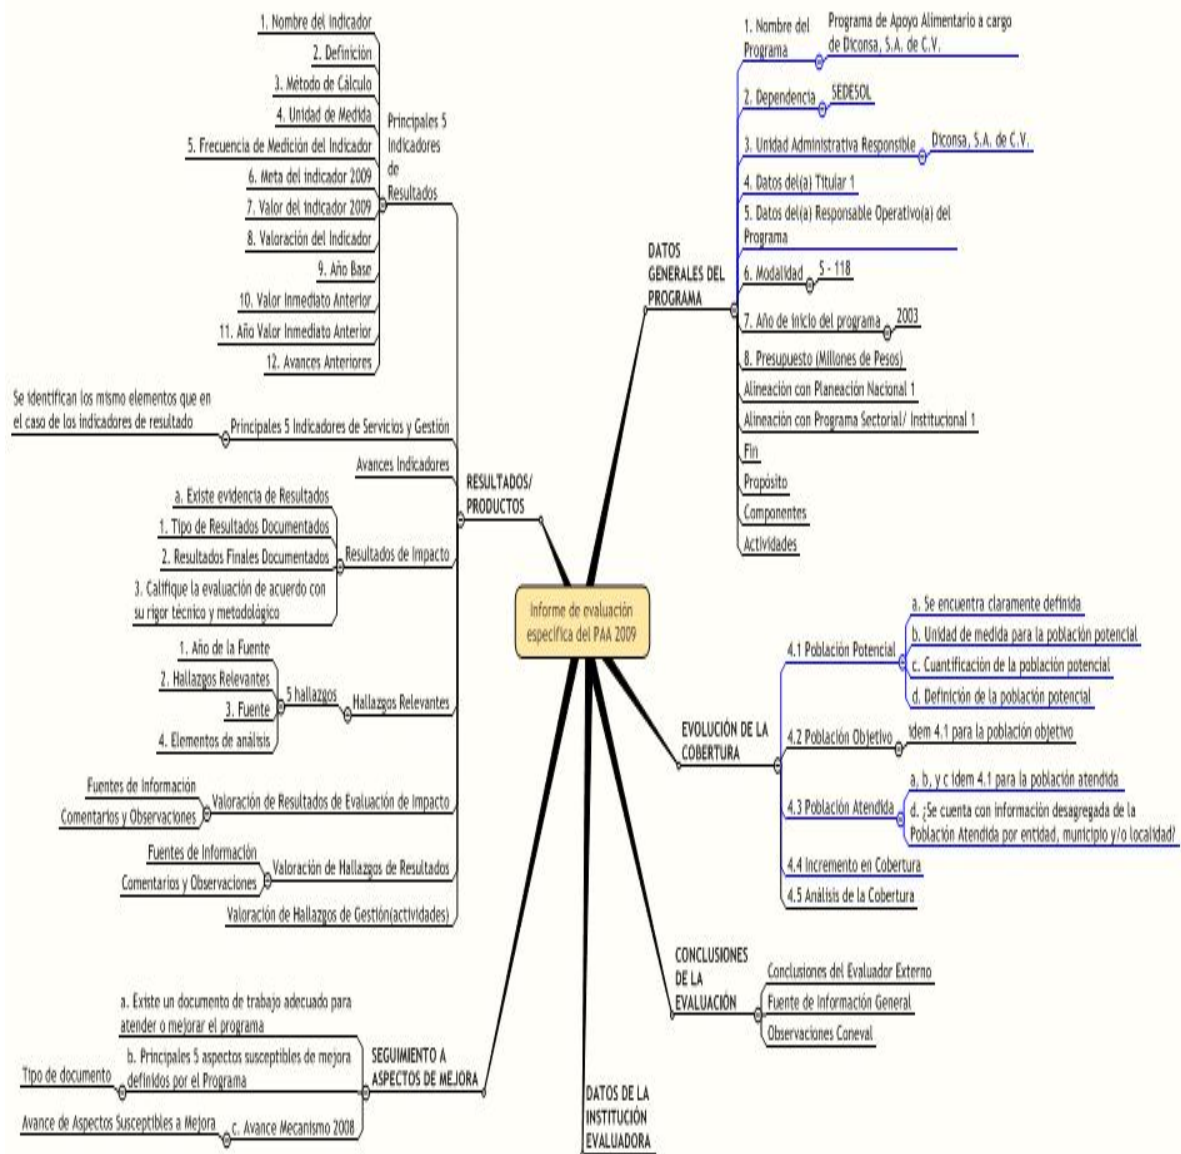 Informe de evaluación
especifica del PAA 2009
DATOS
GENERALES DEL
PROGRAMA
1. Nombre del
Programa
Programa de Apoyo Alimentario a cargo
de Diconsa, S.A. de C.V.
2. Dependencia
SEDESOL
3. Unidad Administrativa Responsible
Diconsa, S.A. de C.V.
4. Datos del(a) Titular 1
5. Datos del(a) Responsable Operativo(a) del
Programa
6. Modalidad
S - 118
7. Año de inicio del programa
2003
8. Presupuesto (Millones de Pesos)
Alineación con Planeación Nacional 1
Alineación con Programa Sectorial/ Institucional 1
Fin
Propósito
Componentes
Actividades
EVOLUCIÓN DE LA
COBERTURA
4.1 Población Potencial
a. Se encuentra claramente definida
b. Unidad de medida para la población potencial
c. Cuantificación de la población potencial
d. Definición de la población potencial
4.2 Población Objetivo
idem 4.1 para la población objetivo
4.3 Población Atendida
a, b, y c idem 4.1 para la población atendida
d. ¿Se cuenta con información desagregada de la
Población Atendida por entidad, municipio y/o localidad?
4.4 Incremento en Cobertura
4.5 Análisis de la Cobertura
CONCLUSIONES
DE LA
EVALUACIÓN
Conclusiones del Evaluador Externo
Fuente de Información General
Observaciones Coneval
DATOS DE LA
INSTITUCIÓN
EVALUADORA
SEGUIMIENTO A
ASPECTOS DE MEJORA
a. Existe un documento de trabajo adecuado para
atender o mejorar el programa
b. Principales 5 aspectos susceptibles de mejora
definidos por el Programa
Tipo de documento
c. Avance Mecanismo 2008
Avance de Aspectos Susceptibles a Mejora
RESULTADOS/
PRODUCTOS
Principales 5
Indicadores
de
Resultados
1. Nombre del Indicador
2. Definición
3. Método de Cálculo
4. Unidad de Medida
5. Frecuencia de Medición del Indicador
6. Meta del indicador 2009
7. Valor del indicador 2009
8. Valoración del Indicador
9. Año Base
10. Valor Inmediato Anterior
11. Año Valor Inmediato Anterior
12. Avances Anteriores
Principales 5 Indicadores de Servicios y Gestión
Se identifican los mismo elementos que en
el caso de los indicadores de resultado
Avances Indicadores
Resultados de Impacto
a. Existe evidencia de Resultados
1. Tipo de Resultados Documentados
2. Resultados Finales Documentados
3. Califique la evaluación de acuerdo con
su rigor técnico y metodológico
Hallazgos Relevantes
5 hallazgos
1. Año de la Fuente
2. Hallazgos Relevantes
3. Fuente
4. Elementos de análisis
Valoración de Resultados de Evaluación de Impacto
Fuentes de Información
Comentarios y Observaciones
Valoración de Hallazgos de Resultados
Fuentes de Información
Comentarios y Observaciones
Valoración de Hallazgos de Gestión(actividades)